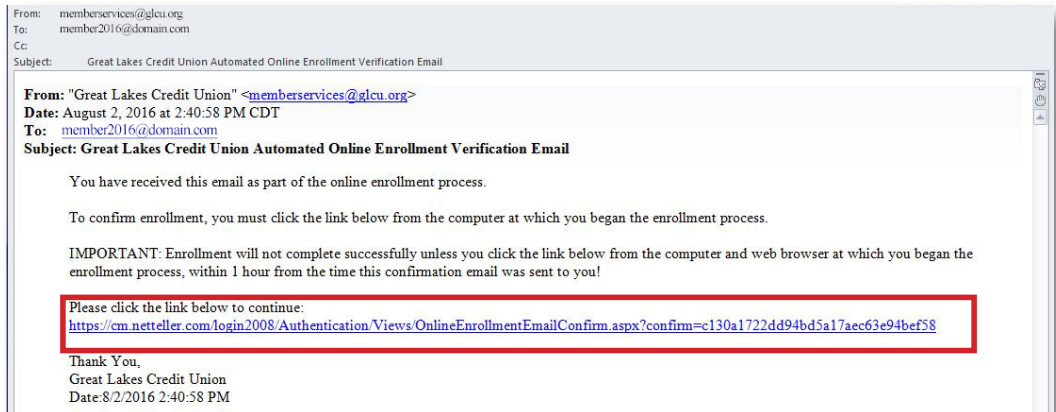 From: memberservices@glcu.org
To: member2016@domain.com
Cc:
Subject: Great Lakes Credit Union Automated Online Enrollment Verification Email
From: "Great Lakes Credit Union" <memberservices@glcu.org>
Date: August 2, 2016 at 2:40:58 PM CDT
To: member2016@domain.com
Subject: Great Lakes Credit Union Automated Online Enrollment Verification Email
You have received this email as part of the online enrollment process.
To confirm enrollment, you must click the link below from the computer at which you began the enrollment process.
IMPORTANT: Enrollment will not complete successfully unless you click the link below from the computer and web browser at which you began the
enrollment process, within 1 hour from the time this confirmation email was sent to you!
Please click the link below to continue:
https://cm.netteller.com/login2008/Authentication/Views/OnlineEnrollmentEmailConfirm.aspx?confirm=c130a1722dd94bd5a17aec63e94bef58
Thank You,
Great Lakes Credit Union
Date:8/2/2016 2:40:58 PM